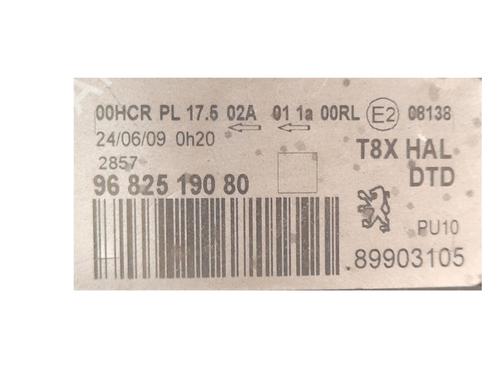 00HCR PL 17.5 02A 01 1a 00RL E2 08138
24/06/09 0h20
2857
T8X HAL
DTD
96 825 190 80
PU10
89903105